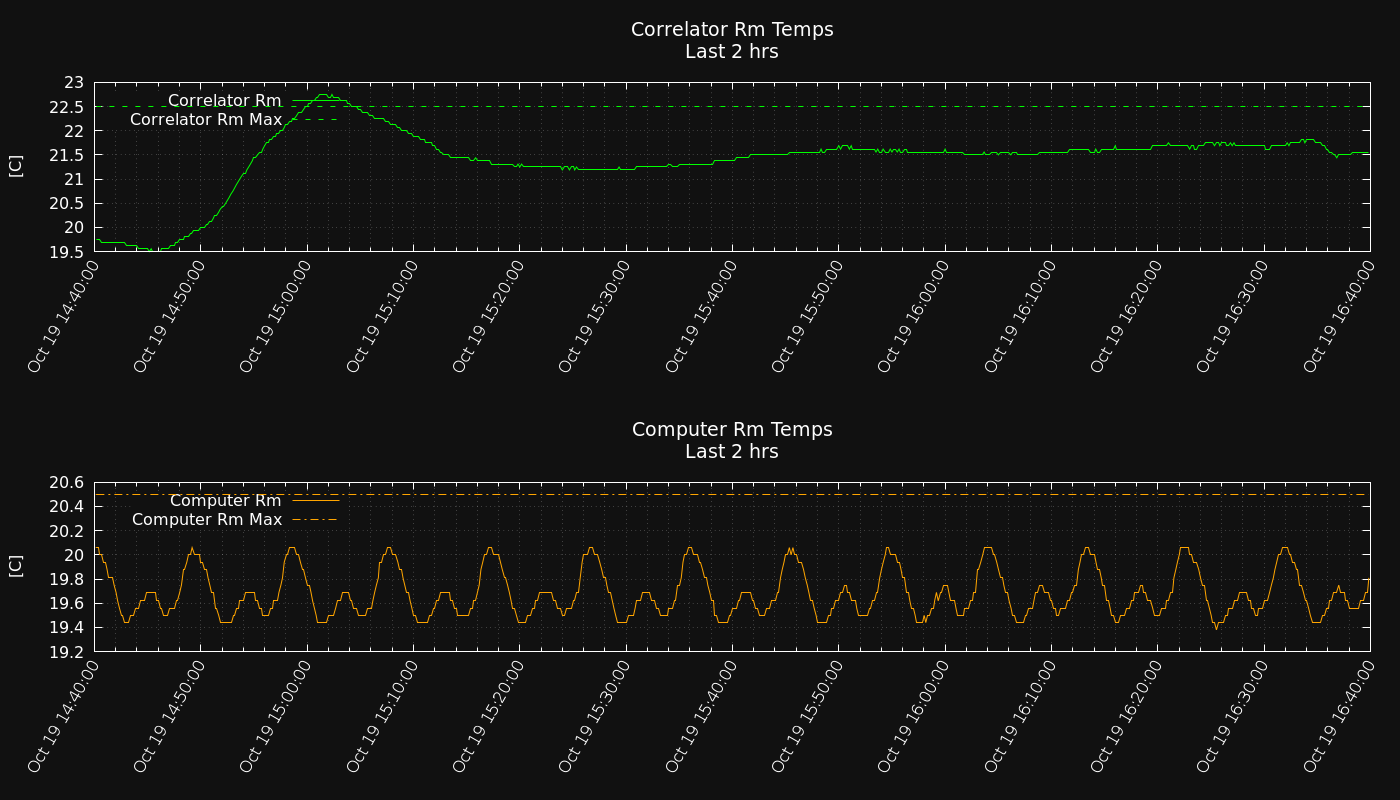 Correlator Rm Temps
Last 2 hrs
23
22.5
22
21.5
21
20.5
20
19.5
[C]
Correlator Rm
Correlator Rm Max
Oct 19 14:40:00
Oct 19 14:50:00
Oct 19 15:00:00
Oct 19 15:10:00
Oct 19 15:20:00
Oct 19 15:30:00
Oct 19 15:40:00
Oct 19 15:50:00
Oct 19 16:00:00
Oct 19 16:10:00
Oct 19 16:20:00
Oct 19 16:30:00
Oct 19 16:40:00
Computer Rm Temps
Last 2 hrs
20.6
20.4
20.2
20
19.8
19.6
19.4
19.2
[C]
Computer Rm
Computer Rm Max
Oct 19 14:40:00
Oct 19 14:50:00
Oct 19 15:00:00
Oct 19 15:10:00
Oct 19 15:20:00
Oct 19 15:30:00
Oct 19 15:40:00
Oct 19 15:50:00
Oct 19 16:00:00
Oct 19 16:10:00
Oct 19 16:20:00
Oct 19 16:30:00
Oct 19 16:40:00